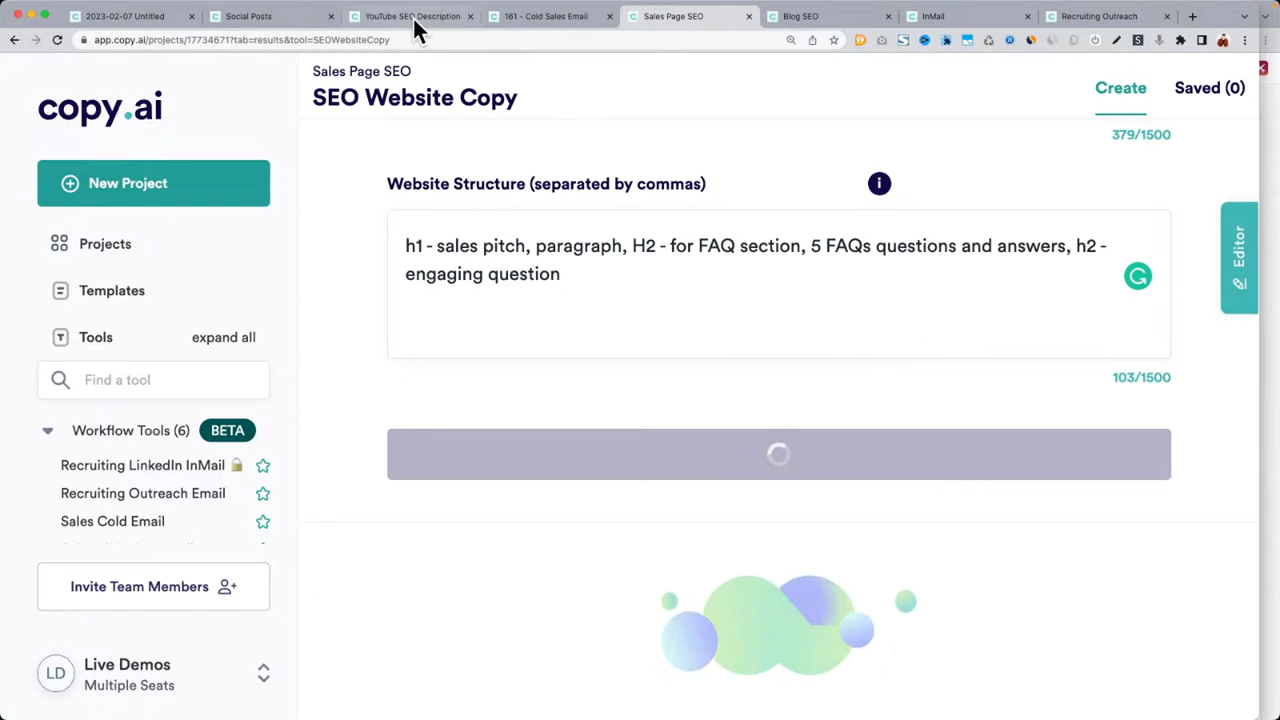 2023-02-07 Untitled
Social Posts
YouTube SEO Description
161 - Cold Sales Email
Sales Page SEO
Blog SEO
InMail
Recruiting Outreach
app.copy.ai/projects/17734671?tab=results&tool=SEOWebsiteCopy
copy.ai
New Project
Projects
Templates
Tools
expand all
Find a tool
Workflow Tools (6)
BETA
Recruiting LinkedIn InMail
Recruiting Outreach Email
Sales Cold Email
Invite Team Members
LD
Live Demos
Multiple Seats
Sales Page SEO
SEO Website Copy
Create
Saved (0)
379/1500
Website Structure (separated by commas)
h1 - sales pitch, paragraph, H2 - for FAQ section, 5 FAQs questions and answers, h2 -
engaging question
103/1500
Editor